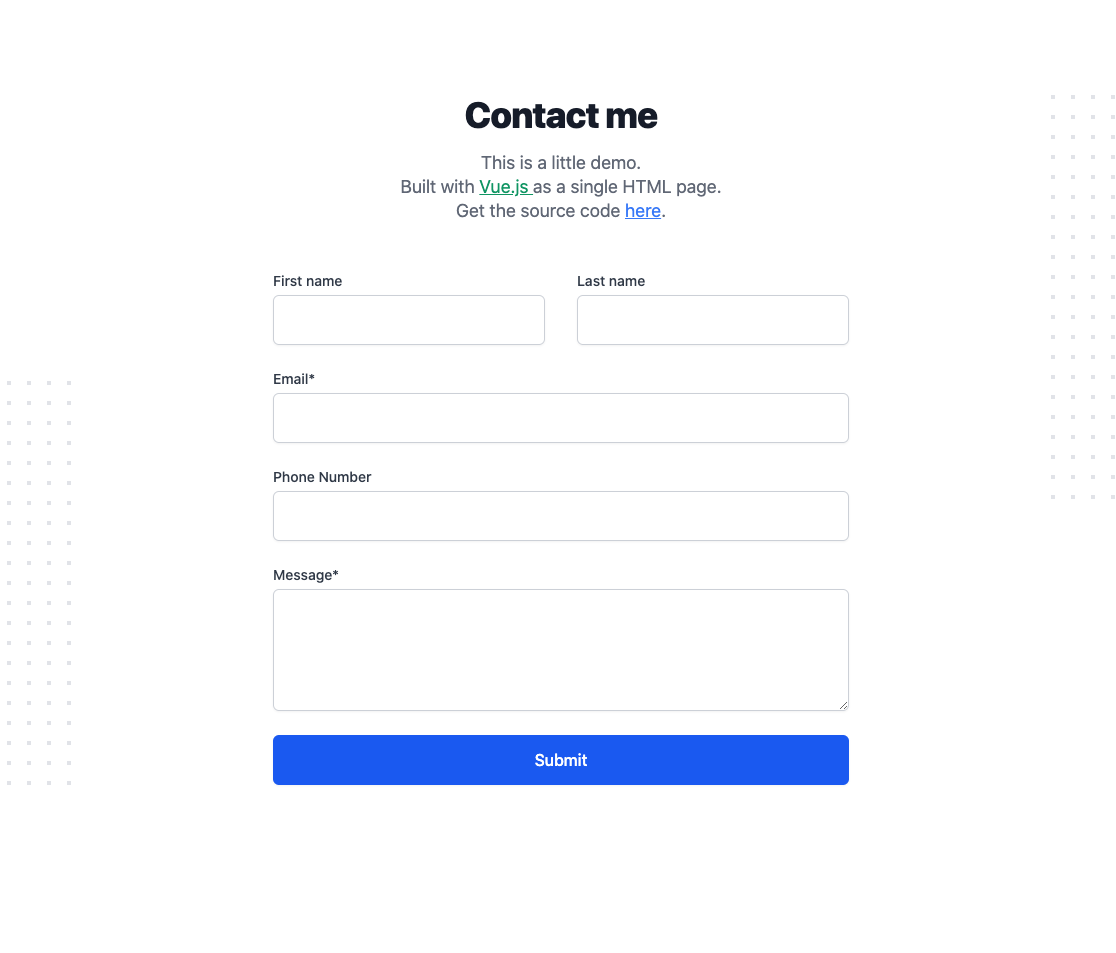 Contact me
This is a little demo.
Built with Vue.js as a single HTML page.
Get the source code here.
First name
Last name
Email*
Phone Number
Message*
Submit